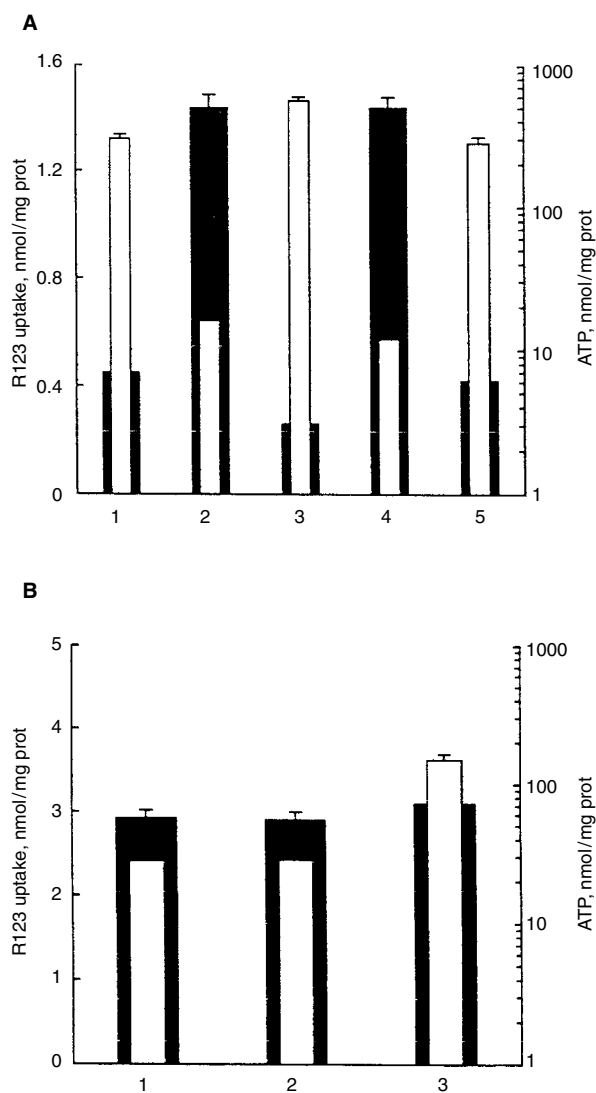 A
R123 uptake, nmol/mg prot
1.6
1.2
0.8
0.4
0
1000
100
10
1
ATP, nmol/mg prot
1 2 3 4 5
B
R123 uptake, nmol/mg prot
5
4
3
2
1
0
1000
100
10
1
ATP, nmol/mg prot
1 2 3